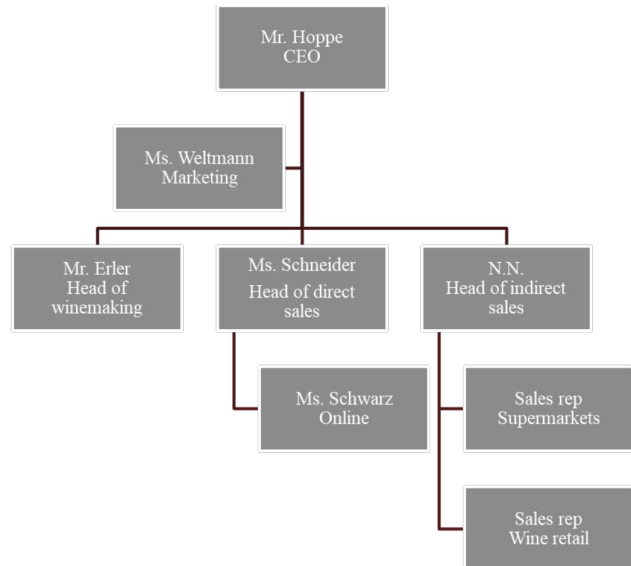 Mr. Hoppe
CEO
Ms. Weltmann
Marketing
Mr. Erler
Head of
winemaking
Ms. Schneider
Head of direct
sales
N.N.
Head of indirect
sales
Ms. Schwarz
Online
Sales rep
Supermarkets
Sales rep
Wine retail